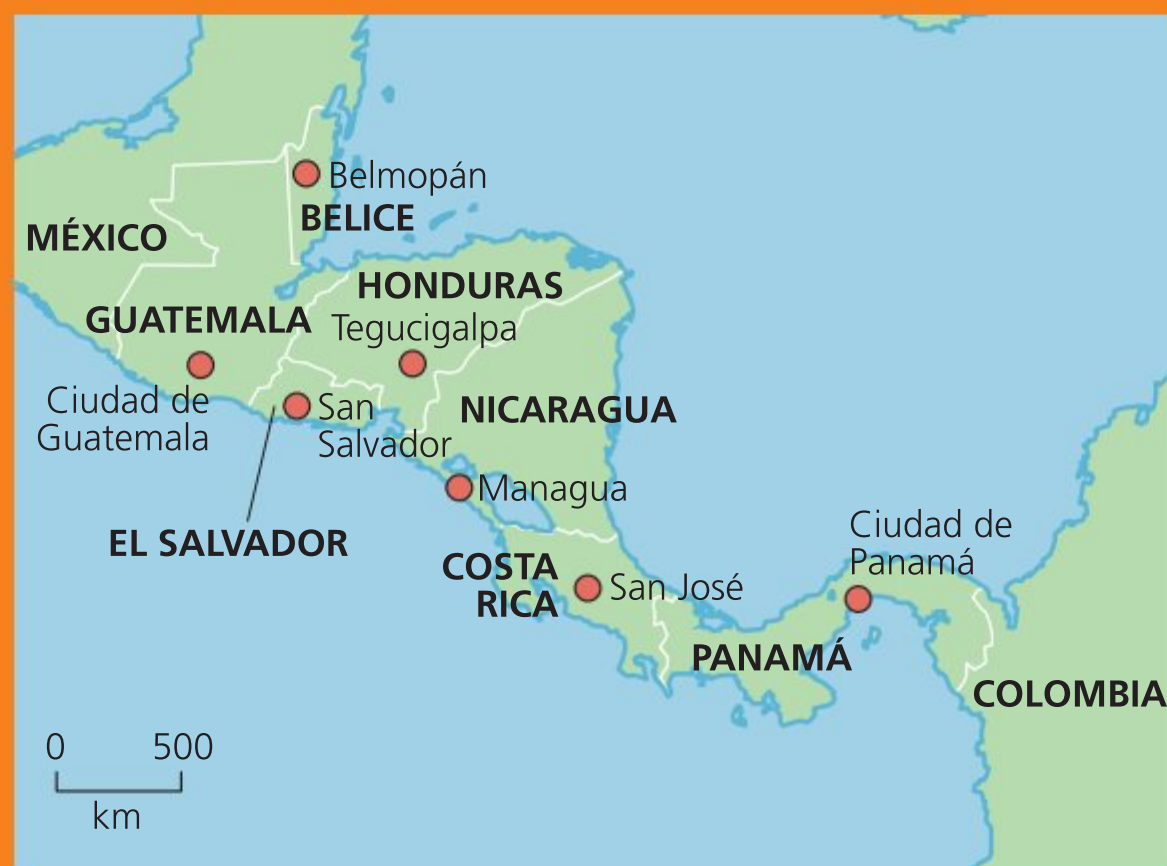 Belmopán
BELICE
MÉXICO
HONDURAS
GUATEMALA
Tegucigalpa
Ciudad de
Guatemala
San
Salvador
NICARAGUA
Managua
EL SALVADOR
COSTA
RICA
San José
Ciudad de
Panamá
PANAMÁ
COLOMBIA
0 500
km